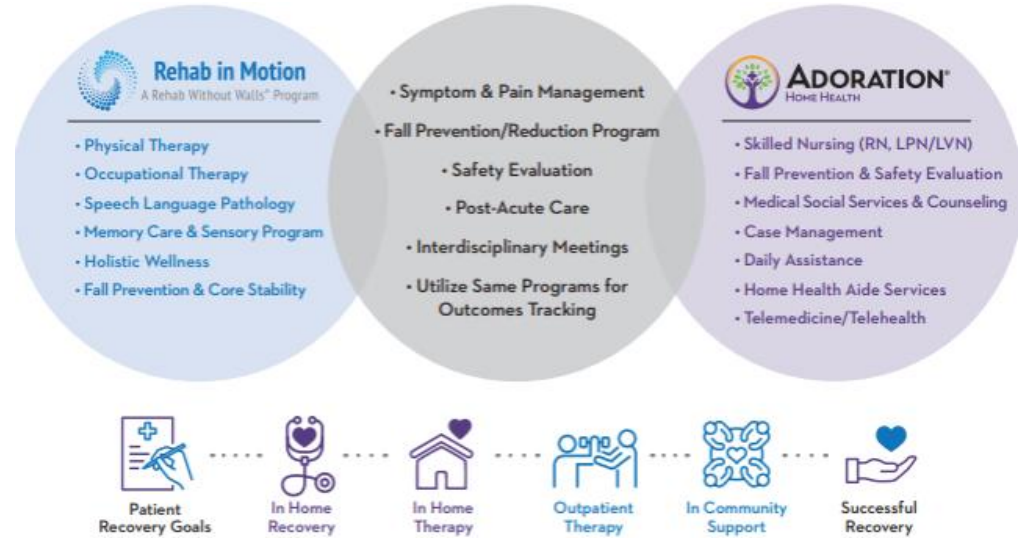 Rehab in Motion
A Rehab Without Walls® Program
• Physical Therapy
• Occupational Therapy
• Speech Language Pathology
• Memory Care & Sensory Program
• Holistic Wellness
• Fall Prevention & Core Stability
• Symptom & Pain Management
• Fall Prevention/Reduction Program
• Safety Evaluation
• Post-Acute Care
• Interdisciplinary Meetings
• Utilize Same Programs for
Outcomes Tracking
ADORATION®
HOME HEALTH
• Skilled Nursing (RN, LPN/LVN)
• Fall Prevention & Safety Evaluation
• Medical Social Services & Counseling
• Case Management
• Daily Assistance
• Home Health Aide Services
• Telemedicine/Telehealth
Patient
Recovery Goals
In Home
Recovery
In Home
Therapy
Outpatient
Therapy
In Community
Support
Successful
Recovery